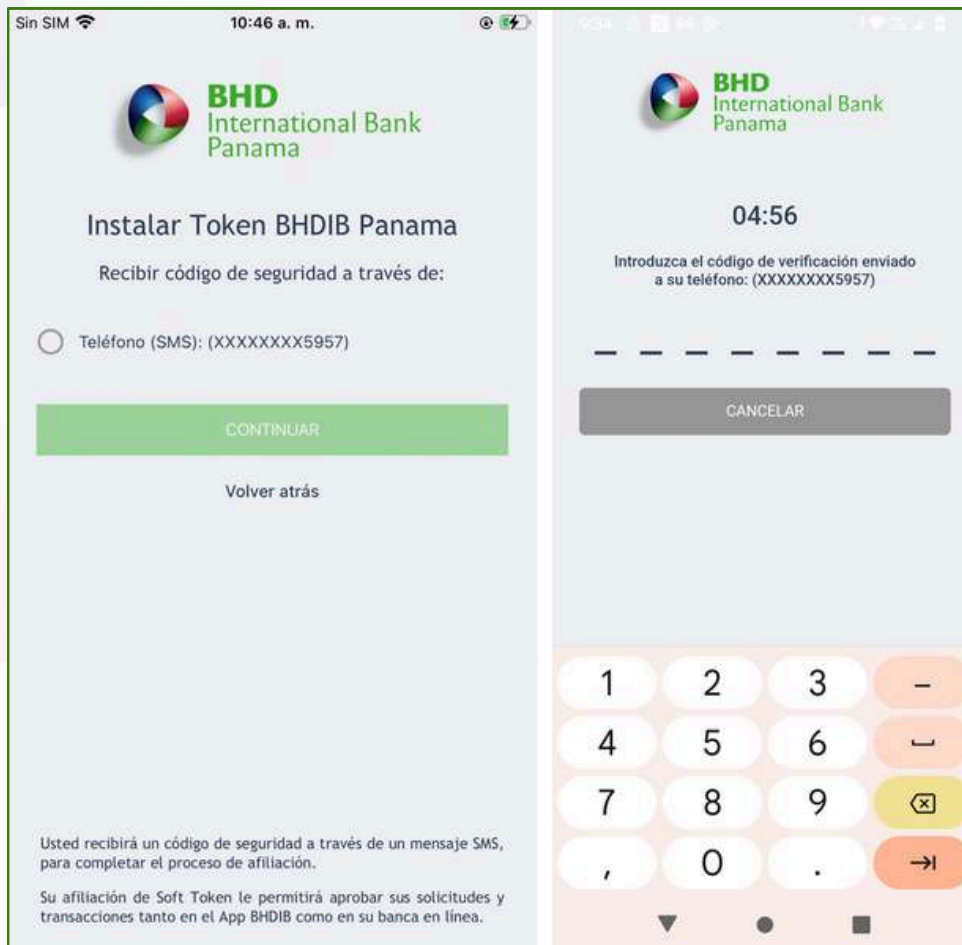 Sin SIM
10:46 a. m.
BHD
International Bank
Panama
Instalar Token BHDIB Panama
Recibir código de seguridad a través de:
Teléfono (SMS): (XXXXXXXX5957)
CONTINUAR
Volver atrás
Usted recibirá un código de seguridad a través de un mensaje SMS,
para completar el proceso de afiliación.
Su afiliación de Soft Token le permitirá aprobar sus solicitudes y
transacciones tanto en el App BHDIB como en su banca en línea.
9:34
BHD
International Bank
Panama
04:56
Introduzca el código de verificación enviado
a su teléfono: (XXXXXXXX5957)
CANCELAR
1 2 3 –
4 5 6
7 8 9
, 0 .